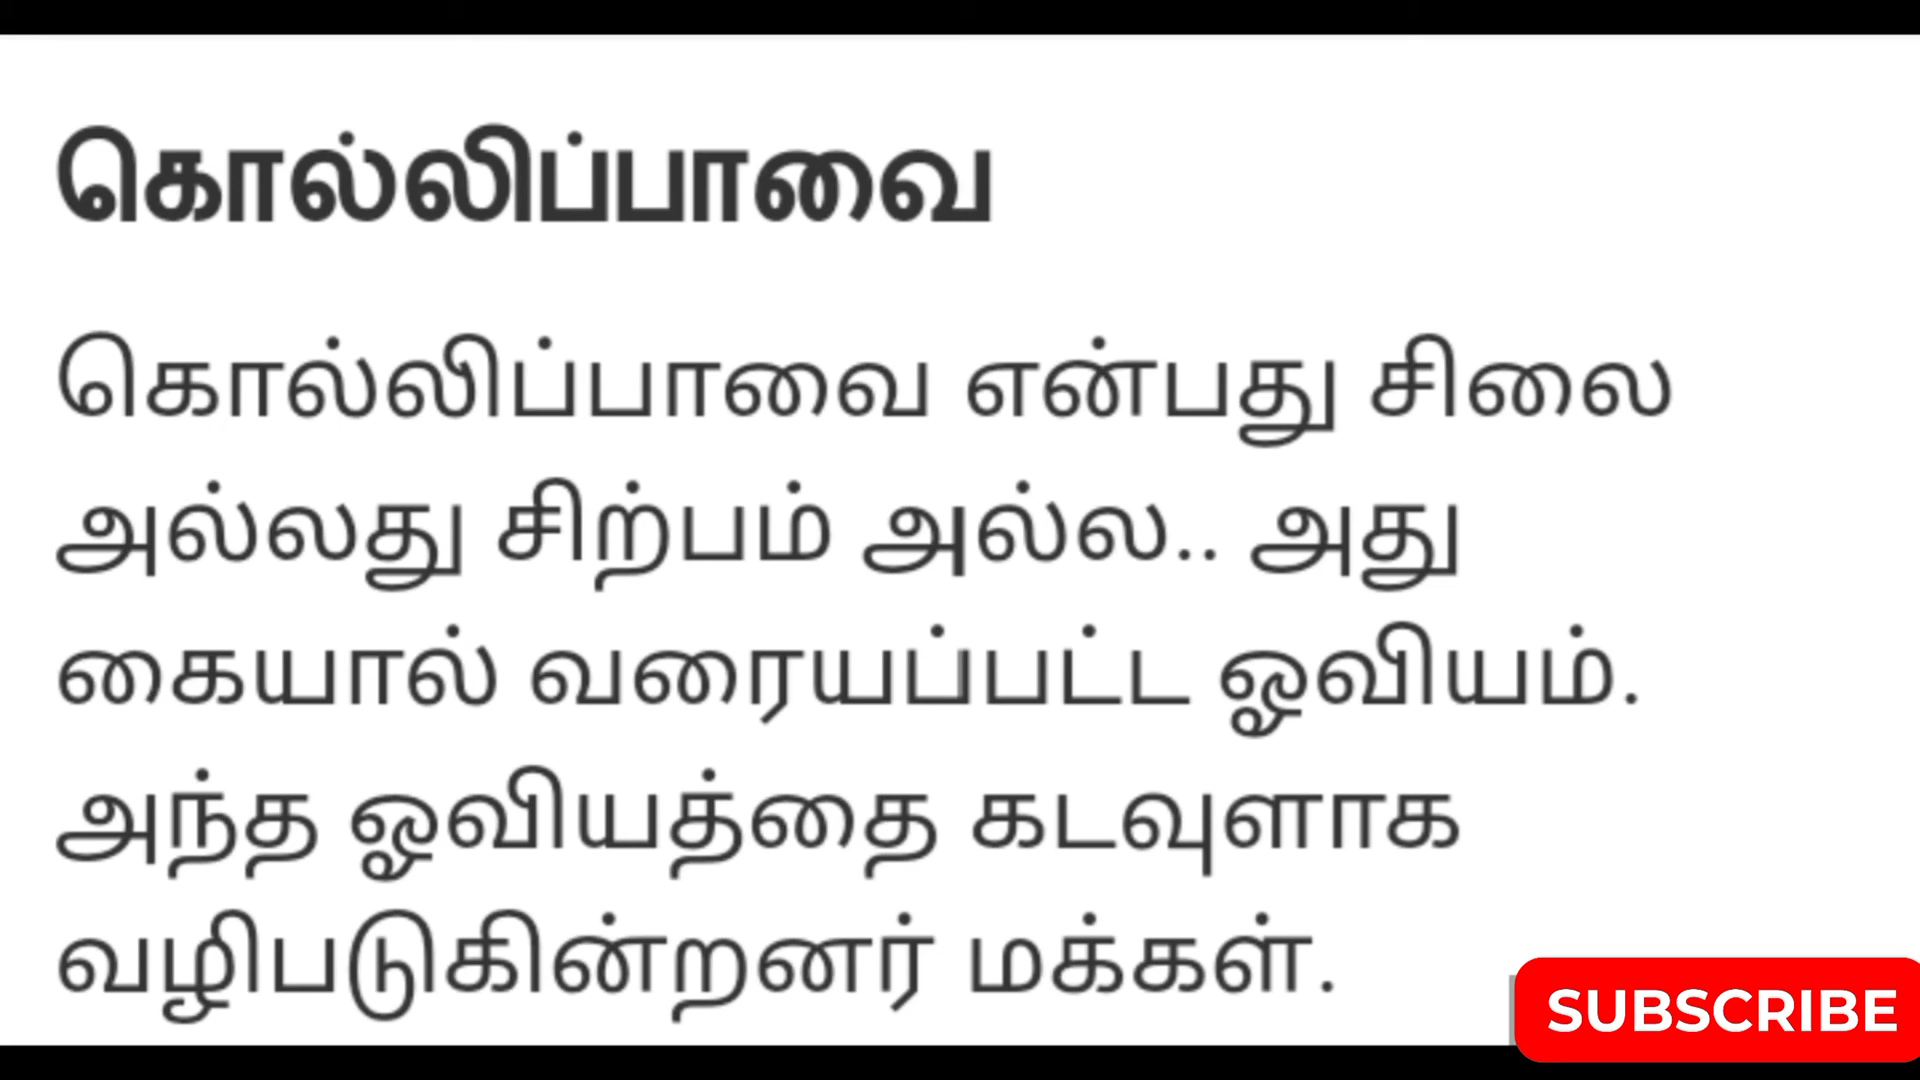 கொல்லிப்பாவை
கொல்லிப்பாவை என்பது சிலை
அல்லது சிற்பம் அல்ல.. அது
கையால் வரையப்பட்ட ஓவியம்.
அந்த ஓவியத்தை கடவுளாக
வழிபடுகின்றனர் மக்கள்.
SUBSCRIBE